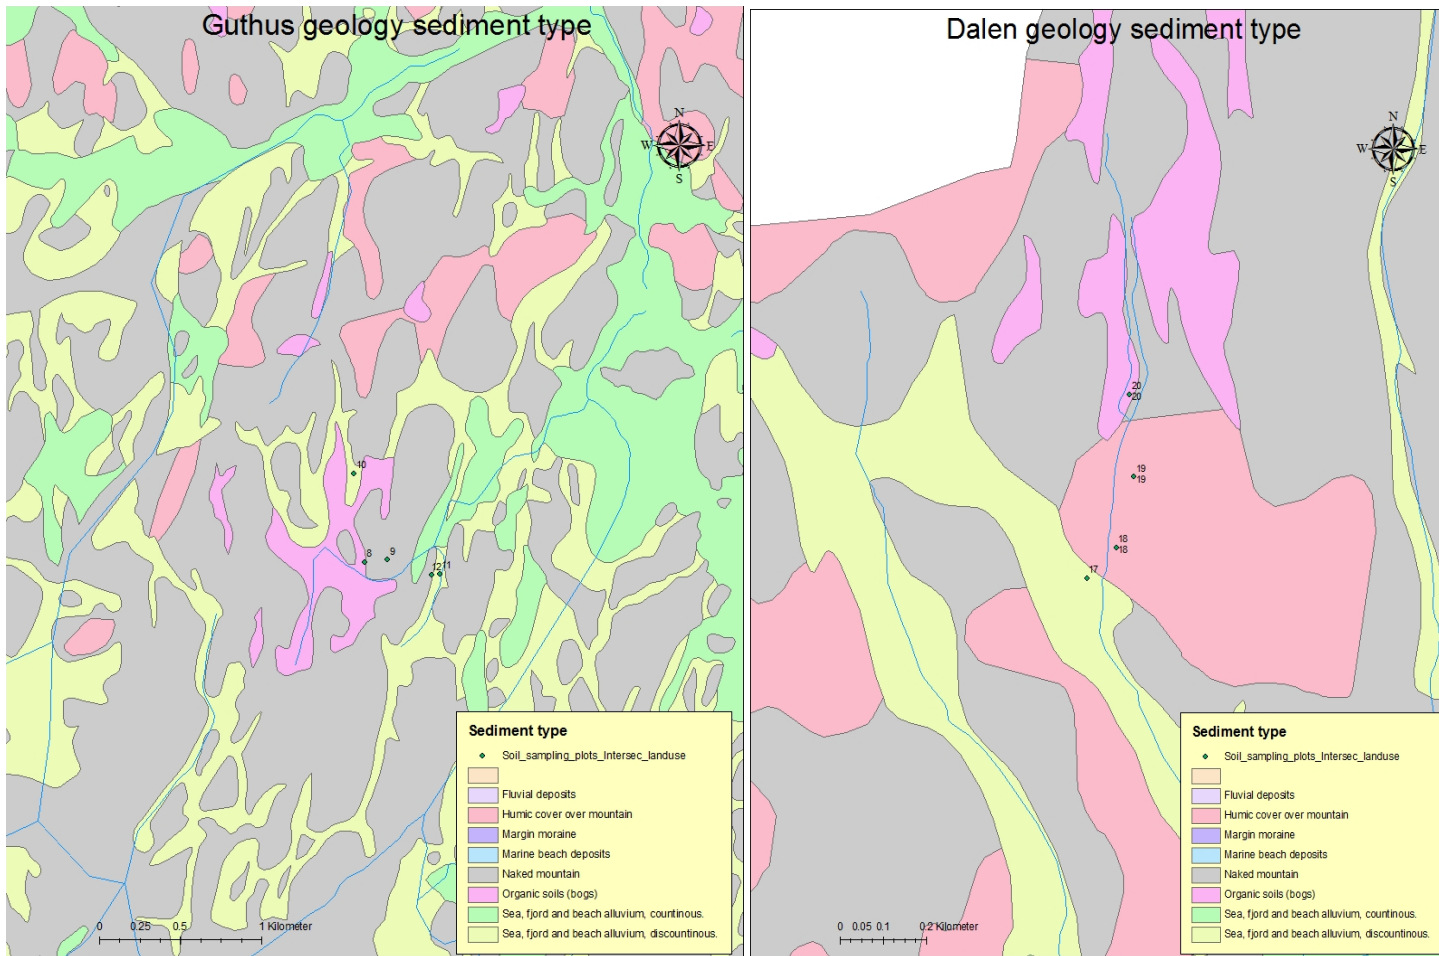 Guthus geology sediment type
N
W E
S
10
8
9
12 11
Sediment type
Soil_sampling_plots_Intersec_landuse
Fluvial deposits
Humic cover over mountain
Margin moraine
Marine beach deposits
Naked mountain
Organic soils (bogs)
Sea, fjord and beach alluvium, countinous.
Sea, fjord and beach alluvium, discountinous.
0 0.25 0.5 1 Kilometer
Dalen geology sediment type
N
W E
S
20
20
19
19
18
18
17
Sediment type
Soil_sampling_plots_Intersec_landuse
Fluvial deposits
Humic cover over mountain
Margin moraine
Marine beach deposits
Naked mountain
Organic soils (bogs)
Sea, fjord and beach alluvium, countinous.
Sea, fjord and beach alluvium, discountinous.
0 0.05 0.1 0.2 Kilometer